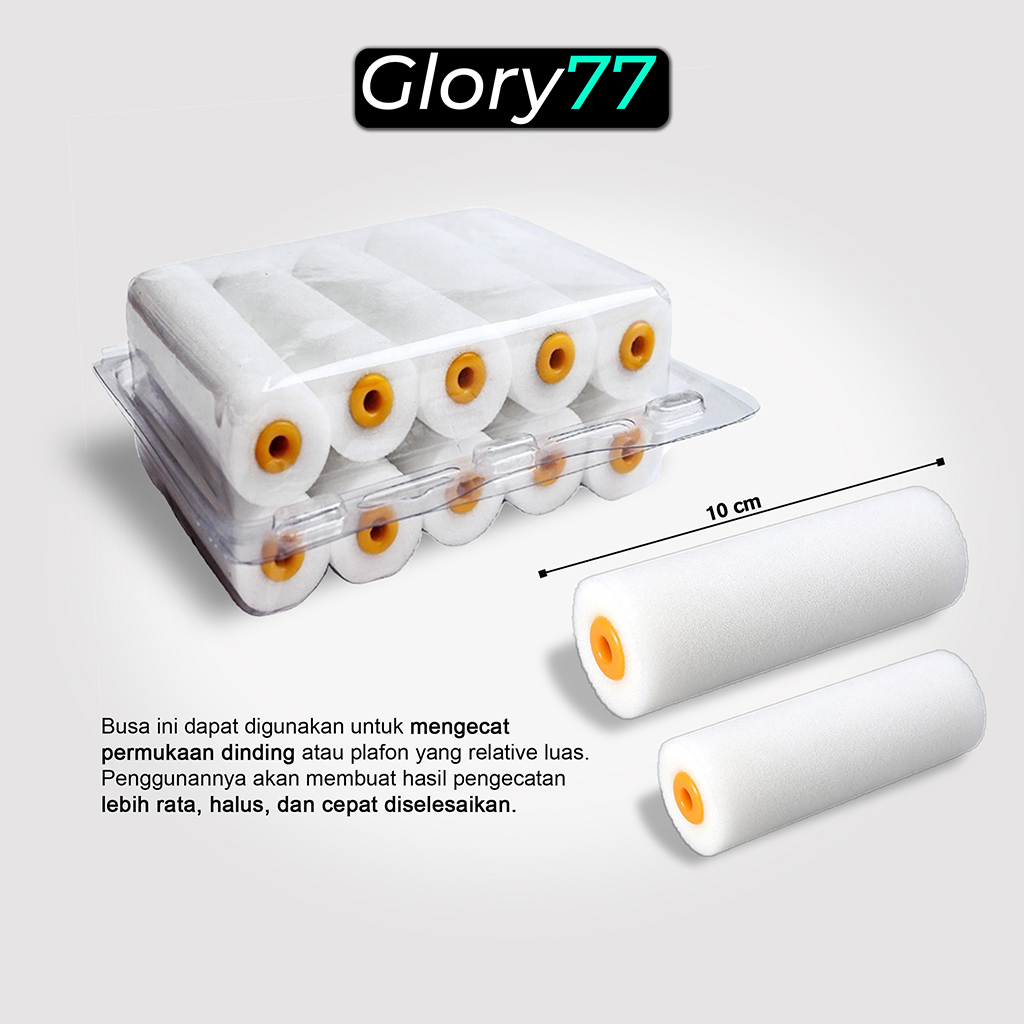 Glory77
10 cm
Busa ini dapat digunakan untuk mengecat
permukaan dinding atau plafon yang relative luas.
Penggunannya akan membuat hasil pengecatan
lebih rata, halus, dan cepat diselesaikan.